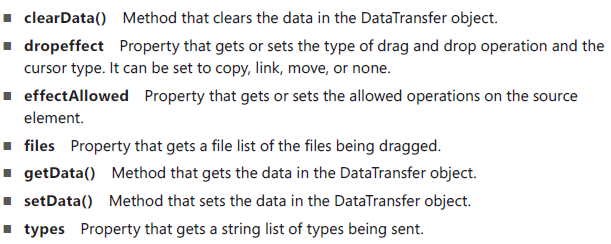 ■ clearData() Method that clears the data in the DataTransfer object.
■ dropeffect Property that gets or sets the type of drag and drop operation and the
cursor type. It can be set to copy, link, move, or none.
■ effectAllowed Property that gets or sets the allowed operations on the source
element.
■ files Property that gets a file list of the files being dragged.
■ getData() Method that gets the data in the DataTransfer object.
■ setData() Method that sets the data in the DataTransfer object.
■ types Property that gets a string list of types being sent.